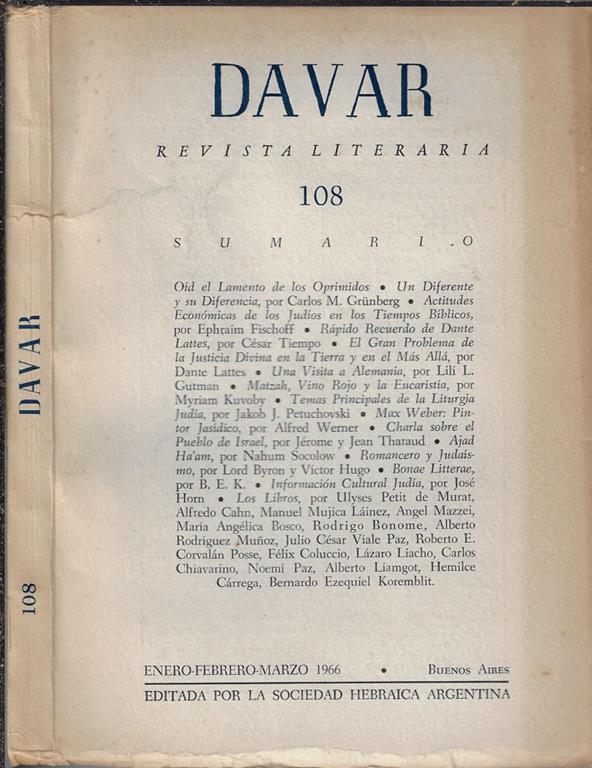 DAVAR
REVISTA LITERARIA
108
SUMARIO
Oíd el Lamento de los Oprimidos • Un Diferente
y su Diferencia, por Carlos M. Grünberg • Actitudes
Económicas de los Judíos en los Tiempos Bíblicos,
por Ephraim Fischoff • Rápido Recuerdo de Dante
Lattes, por César Tiempo • El Gran Problema de
la Justicia Divina en la Tierra y en el Más Allá, por
Dante Lattes • Una Visita a Alemania, por Lilí L.
Gutman • Matzah, Vino Rojo y la Eucaristía, por
Myriam Kuvoby • Temas Principales de la Liturgia
Judía, por Jakob J. Petuchovski • Max Weber: Pin-
tor Jasídico, por Alfred Werner • Charla sobre el
Pueblo de Israel, por Jérome y Jean Tharaud • Ajad
Ha'am, por Nahum Socolow • Romancero y Judaís-
mo, por Lord Byron y Víctor Hugo • Bonae Litterae,
por B. E. K. • Información Cultural Judía, por José
Horn • Los Libros, por Ulyses Petit de Murat,
Alfredo Cahn, Manuel Mujica Láinez, Angel Mazzei,
María Angélica Bosco, Rodrigo Bonome, Alberto
Rodríguez Muñoz, Julio César Viale Paz, Roberto E.
Corvalán Posse, Félix Coluccio, Lázaro Liacho, Carlos
Chiavarino, Noemí Paz, Alberto Liamgot, Hemilce
Cárrega, Bernardo Ezequiel Koremblit.
ENERO-FEBRERO-MARZO 1966 • BUENOS AIRES
EDITADA POR LA SOCIEDAD HEBRAICA ARGENTINA
DAVAR
108